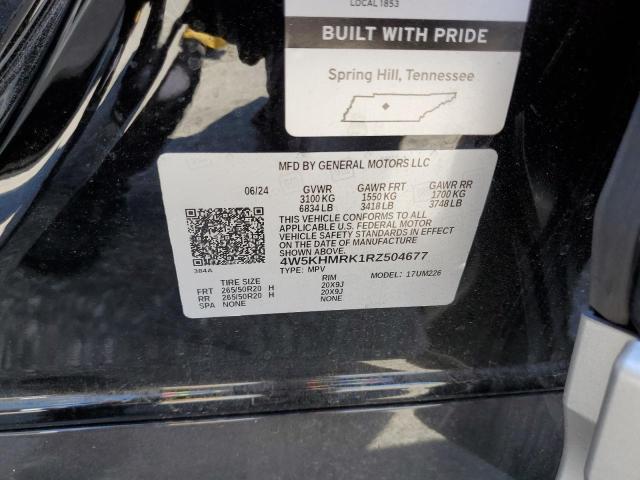 LOCAL 1853
BUILT WITH PRIDE
Spring Hill, Tennessee
MFD BY GENERAL MOTORS LLC
06/24 GVWR GAWR FRT GAWR RR
3100 KG 1550 KG 1700 KG
6834 LB 3418 LB 3748 LB
THIS VEHICLE CONFORMS TO ALL
APPLICABLE U.S. FEDERAL MOTOR
VEHICLE SAFETY STANDARDS IN EFFECT
ON THE DATE OF MANUFACTURE SHOWN ABOVE.
4W5KHMRK1RZ504677
384A TYPE: MPV MODEL: 17UM226
TIRE SIZE RIM
FRT 265/50R20 H 20X9J
RR 265/50R20 H 20X9J
SPA NONE NONE